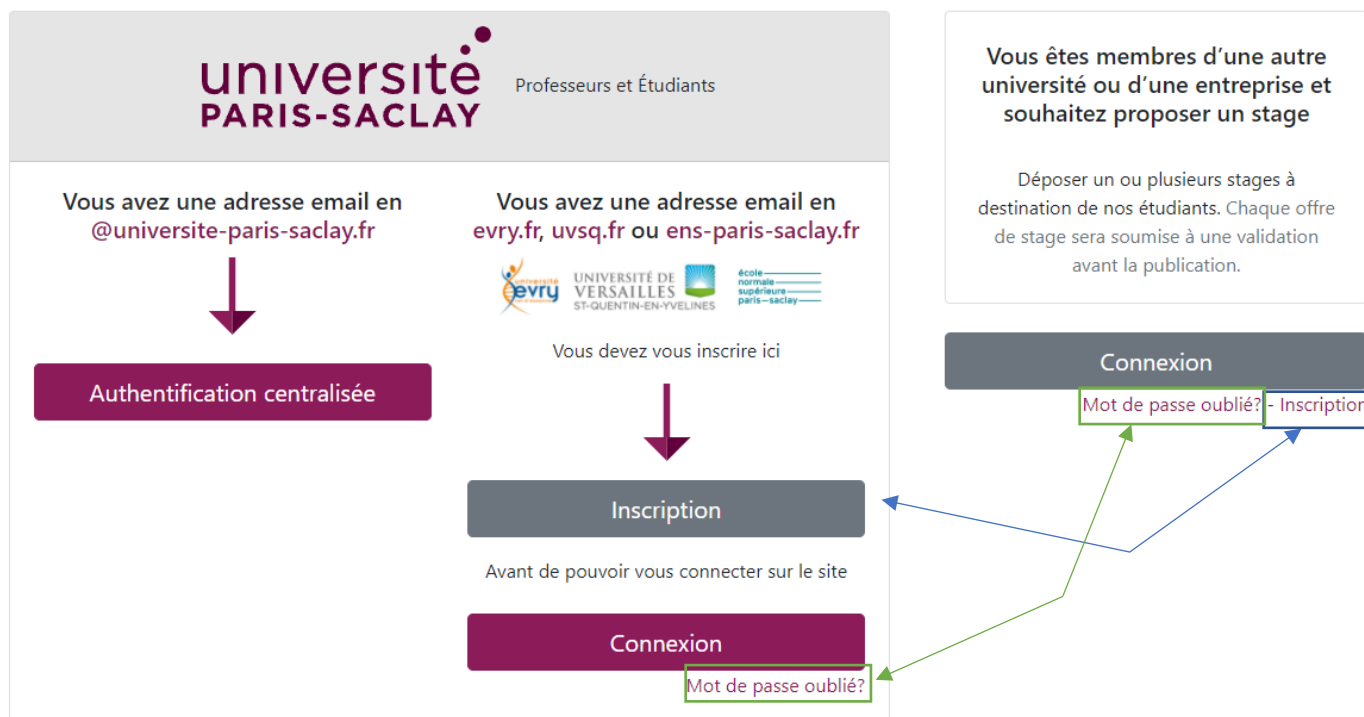 université
PARIS-SACLAY
Professeurs et Étudiants
Vous avez une adresse email en
@universite-paris-saclay.fr
Authentification centralisée
Vous avez une adresse email en
evry.fr, uvsq.fr ou ens-paris-saclay.fr
université
evry
UNIVERSITÉ DE
VERSAILLES
ST-QUENTIN-EN-YVELINES
école
normale
supérieure
paris-saclay
Vous devez vous inscrire ici
Inscription
Avant de pouvoir vous connecter sur le site
Connexion
Mot de passe oublié?
Vous êtes membres d'une autre
université ou d'une entreprise et
souhaitez proposer un stage
Déposer un ou plusieurs stages à
destination de nos étudiants. Chaque offre
de stage sera soumise à une validation
avant la publication.
Connexion
Mot de passe oublié? - Inscription